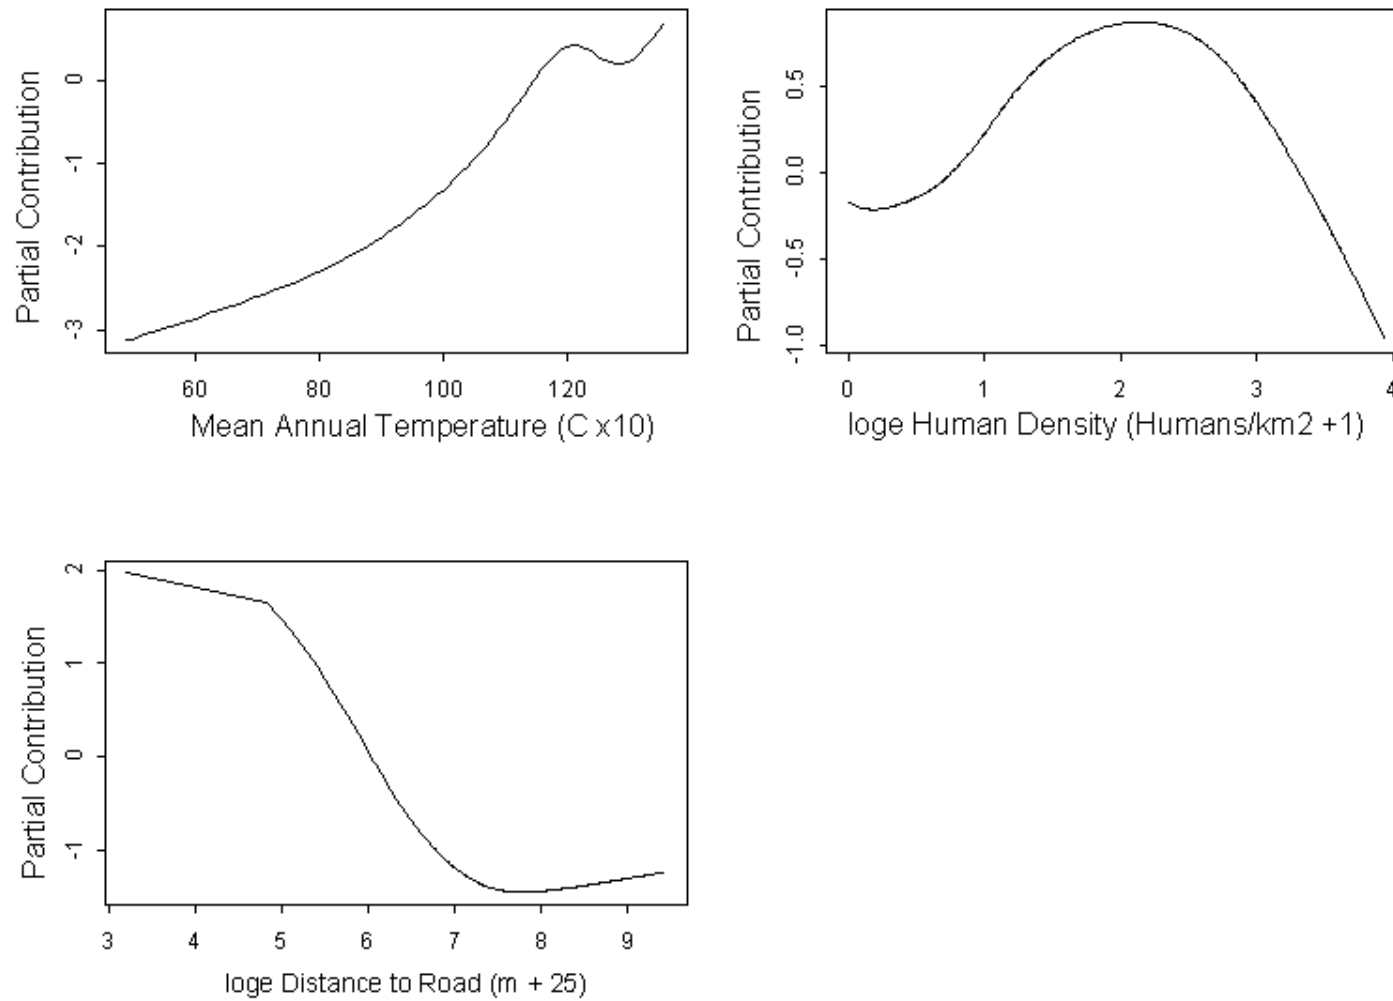 Partial Contribution
0
-1
-2
-3
60 80 100 120
Mean Annual Temperature (C x10)
Partial Contribution
0.5
0.0
-0.5
-1.0
0 1 2 3 4
loge Human Density (Humans/km2 +1)
Partial Contribution
2
1
0
-1
3 4 5 6 7 8 9
loge Distance to Road (m + 25)